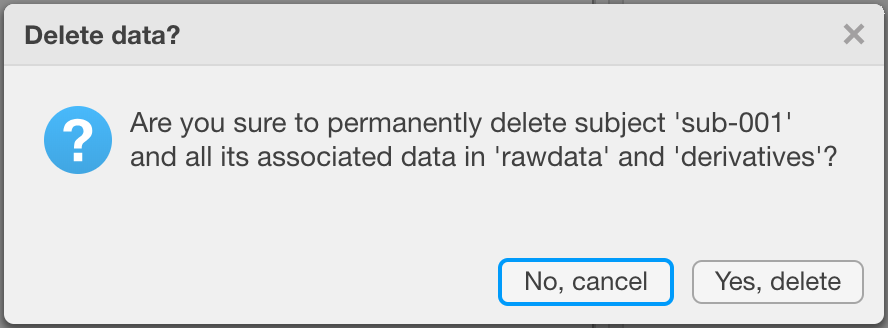 Delete data?
Are you sure to permanently delete subject 'sub-001'
and all its associated data in 'rawdata' and 'derivatives'?
No, cancel
Yes, delete